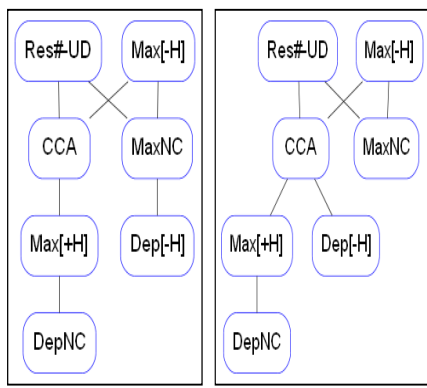 Res#-UD Max[-H]
CCA MaxNC
Max[+H] Dep[-H]
DepNC
Res#-UD Max[-H]
CCA MaxNC
Max[+H] Dep[-H]
DepNC